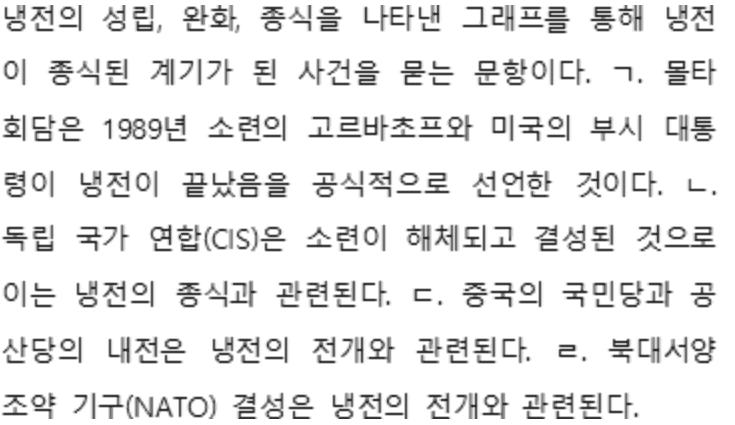 냉전의 성립, 완화, 종식을 나타낸 그래프를 통해 냉전
이 종식된 계기가 된 사건을 묻는 문항이다. ㄱ. 몰타
회담은 1989년 소련의 고르바초프와 미국의 부시 대통
령이 냉전이 끝났음을 공식적으로 선언한 것이다. ㄴ.
독립 국가 연합(CIS)은 소련이 해체되고 결성된 것으로
이는 냉전의 종식과 관련된다. ㄷ. 중국의 국민당과 공
산당의 내전은 냉전의 전개와 관련된다. ㄹ. 북대서양
조약 기구(NATO) 결성은 냉전의 전개와 관련된다.